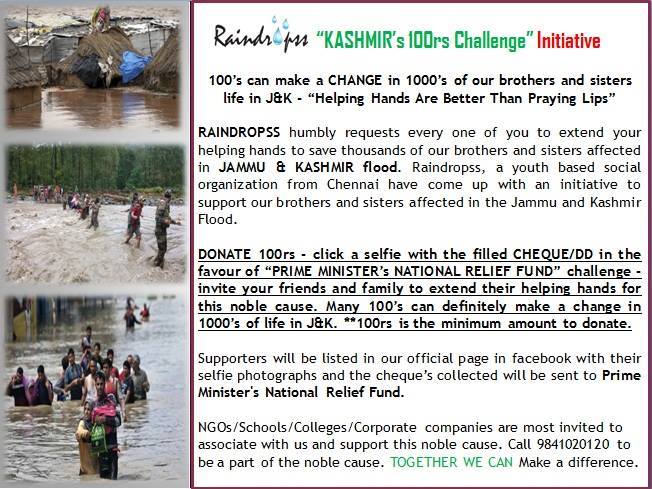 Raindropss “KASHMIR’s 100rs Challenge” Initiative
100’s can make a CHANGE in 1000’s of our brothers and sisters
life in J&K - “Helping Hands Are Better Than Praying Lips”
RAINDROPSS humbly requests every one of you to extend your
helping hands to save thousands of our brothers and sisters affected
in JAMMU & KASHMIR flood. Raindropss, a youth based social
organization from Chennai have come up with an initiative to
support our brothers and sisters affected in the Jammu and Kashmir
Flood.
DONATE 100rs - click a selfie with the filled CHEQUE/DD in the
favour of “PRIME MINISTER’s NATIONAL RELIEF FUND” challenge -
invite your friends and family to extend their helping hands for
this noble cause. Many 100’s can definitely make a change in
1000’s of life in J&K. **100rs is the minimum amount to donate.
Supporters will be listed in our official page in facebook with their
selfie photographs and the cheque’s collected will be sent to Prime
Minister's National Relief Fund.
NGOs/Schools/Colleges/Corporate companies are most invited to
associate with us and support this noble cause. Call 9841020120 to
be a part of the noble cause. TOGETHER WE CAN Make a difference.